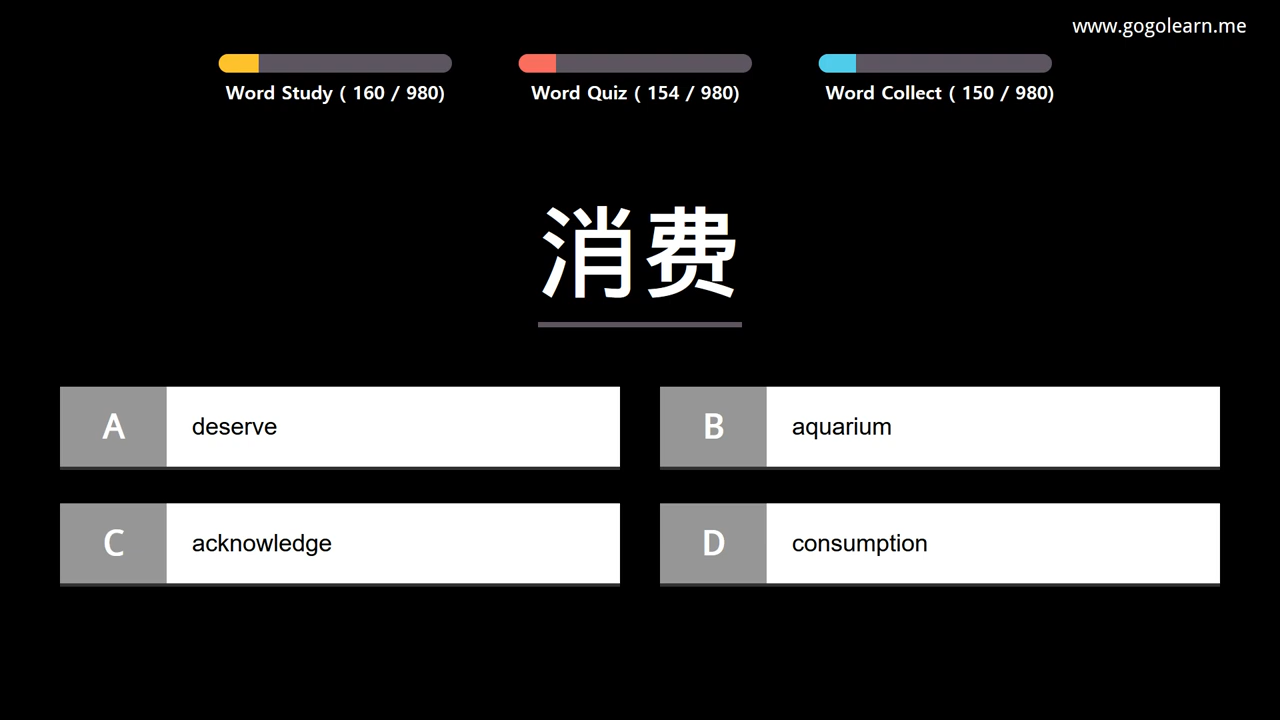 www.gogolearn.me
Word Study ( 160 / 980)
Word Quiz ( 154 / 980)
Word Collect ( 150 / 980)
消费
A deserve
B aquarium
C acknowledge
D consumption